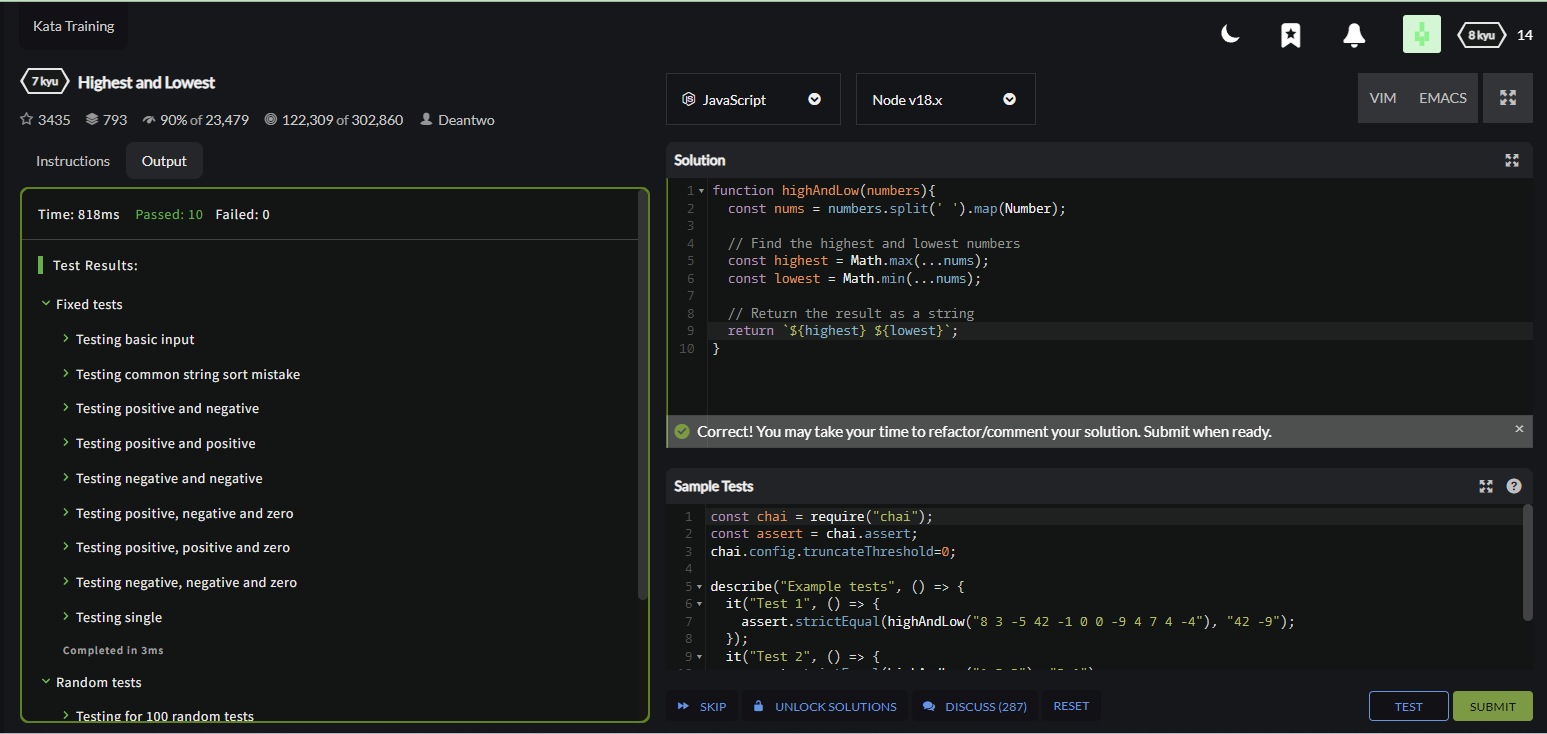 Kata Training
8 kyu 14
7 kyu Highest and Lowest
3435 793 90% of 23,479 122,309 of 302,860 Deantwo
Instructions Output
Time: 818ms Passed: 10 Failed: 0
Test Results:
Fixed tests
Testing basic input
Testing common string sort mistake
Testing positive and negative
Testing positive and positive
Testing negative and negative
Testing positive, negative and zero
Testing positive, positive and zero
Testing negative, negative and zero
Testing single
Completed in 3ms
Random tests
Testing for 100 random tests
JavaScript Node v18.x VIM EMACS
Solution
1 function highAndLow(numbers){
2 const nums = numbers.split(' ').map(Number);
3
4 // Find the highest and lowest numbers
5 const highest = Math.max(...nums);
6 const lowest = Math.min(...nums);
7
8 // Return the result as a string
9 return `${highest} ${lowest}`;
10 }
Correct! You may take your time to refactor/comment your solution. Submit when ready. ×
Sample Tests ?
1 const chai = require("chai");
2 const assert = chai.assert;
3 chai.config.truncateThreshold=0;
4
5 describe("Example tests", () => {
6 it("Test 1", () => {
7 assert.strictEqual(highAndLow("8 3 -5 42 -1 0 0 -9 4 7 4 -4"), "42 -9");
8 });
9 it("Test 2", () => {
SKIP UNLOCK SOLUTIONS DISCUSS (287) RESET TEST SUBMIT